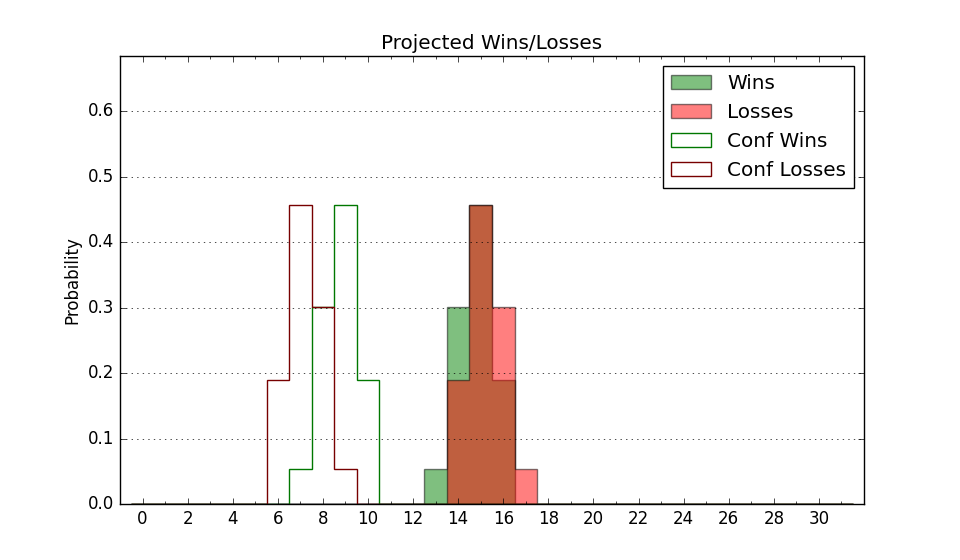 Projected Wins/Losses
Wins
Losses
Conf Wins
Conf Losses
Probability
0.6
0.5
0.4
0.3
0.2
0.1
0.0
0 2 4 6 8 10 12 14 16 18 20 22 24 26 28 30